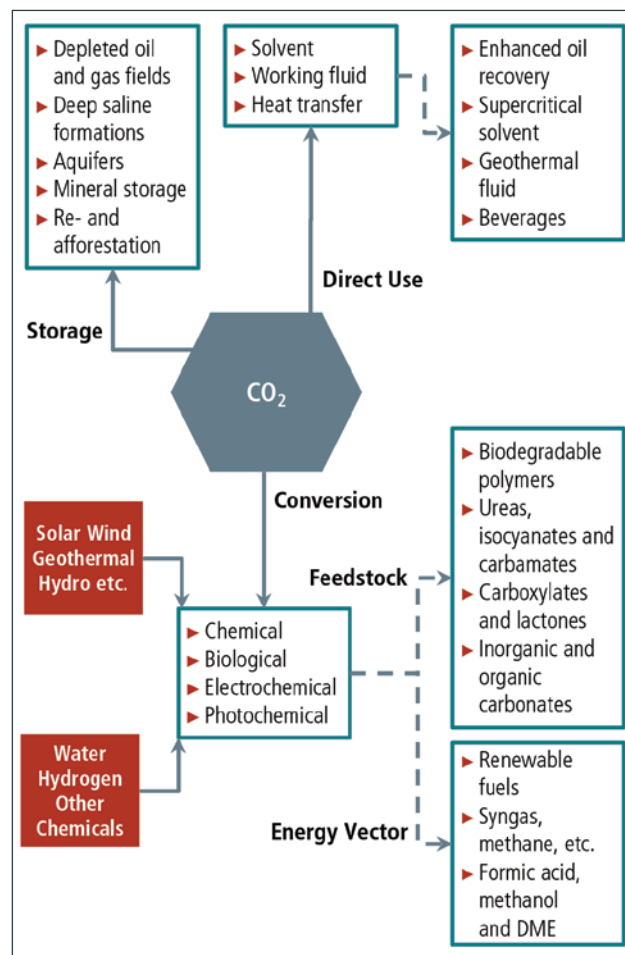 ► Depleted oil
and gas fields
► Deep saline
formations
► Aquifers
► Mineral storage
► Re- and
afforestation
► Solvent
► Working fluid
► Heat transfer
► Enhanced oil
recovery
► Supercritical
solvent
► Geothermal
fluid
► Beverages
Direct Use
Storage
CO₂
Conversion
Solar Wind
Geothermal
Hydro etc.
► Chemical
► Biological
► Electrochemical
► Photochemical
Water
Hydrogen
Other
Chemicals
Feedstock
► Biodegradable
polymers
► Ureas,
isocyanates and
carbamates
► Carboxylates
and lactones
► Inorganic and
organic
carbonates
Energy Vector
► Renewable
fuels
► Syngas,
methane, etc.
► Formic acid,
methanol
and DME